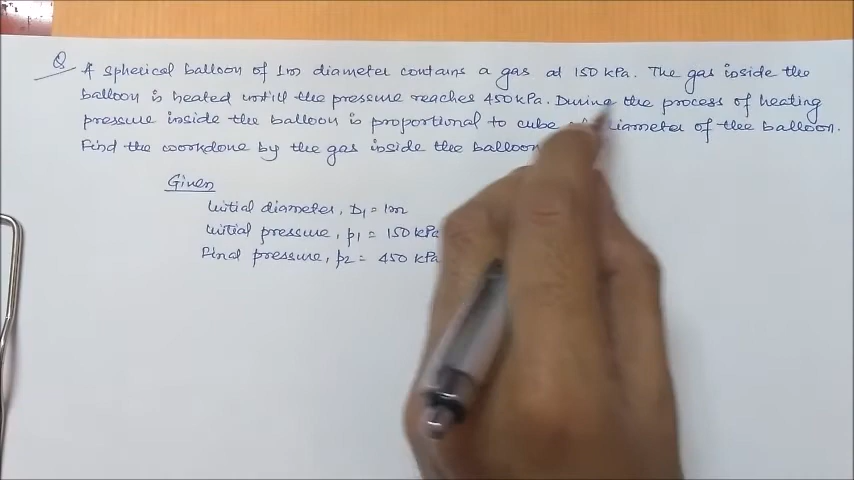 Q A spherical balloon of 1m diameter contains a gas at 150 kPa. The gas inside the
balloon is heated untill the pressure reaches 450 kPa. During the process of heating
pressure inside the balloon is proportional to cube diameter of the balloon.
Find the workdone by the gas inside the balloon
Given
Initial diameter, D1 = 1m
Initial pressure, p1 = 150 kPa
Final pressure, p2 = 450 kPa